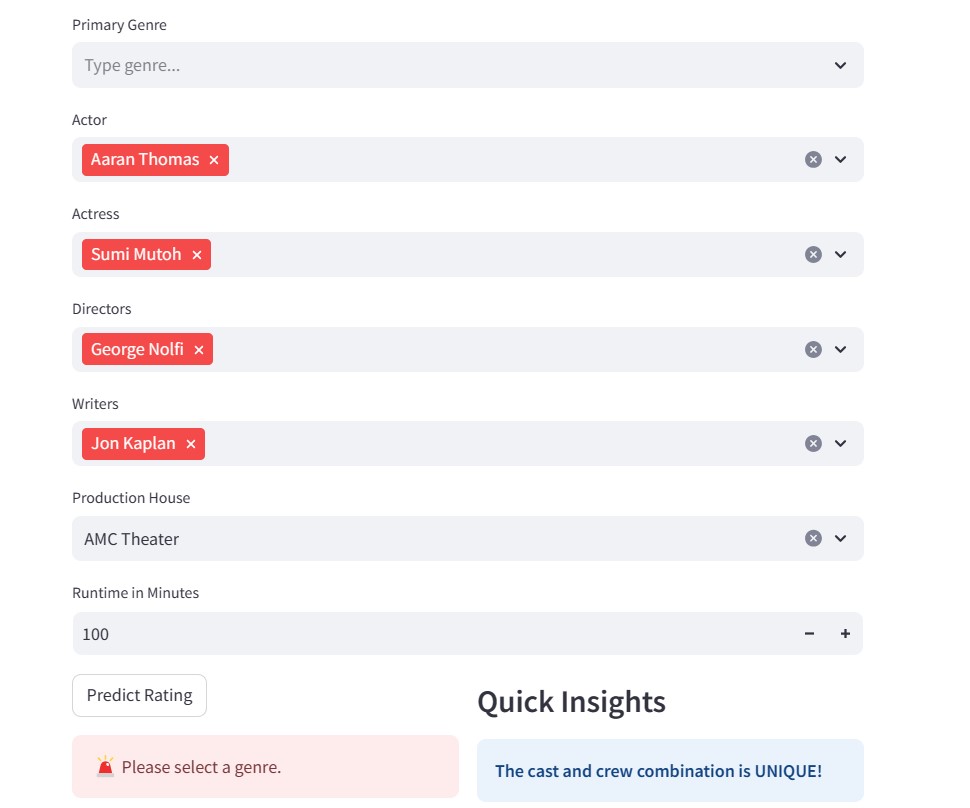 Primary Genre
Type genre...
Actor
Aaran Thomas
Actress
Sumi Mutoh
Directors
George Nolfi
Writers
Jon Kaplan
Production House
AMC Theater
Runtime in Minutes
100
Predict Rating
Quick Insights
Please select a genre.
The cast and crew combination is UNIQUE!